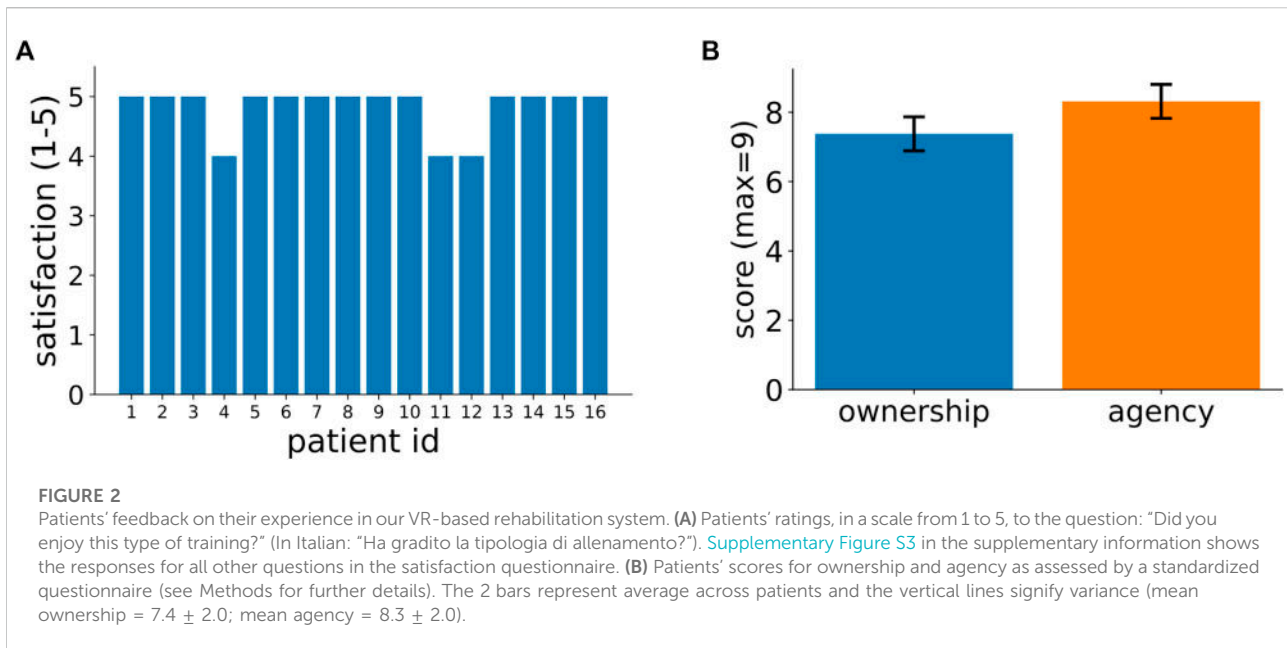 A
satisfaction (1-5)
5
4
3
2
1
0
1 2 3 4 5 6 7 8 9 10 11 12 13 14 15 16
patient id
B
score (max=9)
8
6
4
2
0
ownership agency
FIGURE 2
Patients’ feedback on their experience in our VR-based rehabilitation system. (A) Patients’ ratings, in a scale from 1 to 5, to the question: “Did you
enjoy this type of training?” (In Italian: “Ha gradito la tipologia di allenamento?”). Supplementary Figure S3 in the supplementary information shows
the responses for all other questions in the satisfaction questionnaire. (B) Patients’ scores for ownership and agency as assessed by a standardized
questionnaire (see Methods for further details). The 2 bars represent average across patients and the vertical lines signify variance (mean
ownership = 7.4 ± 2.0; mean agency = 8.3 ± 2.0).